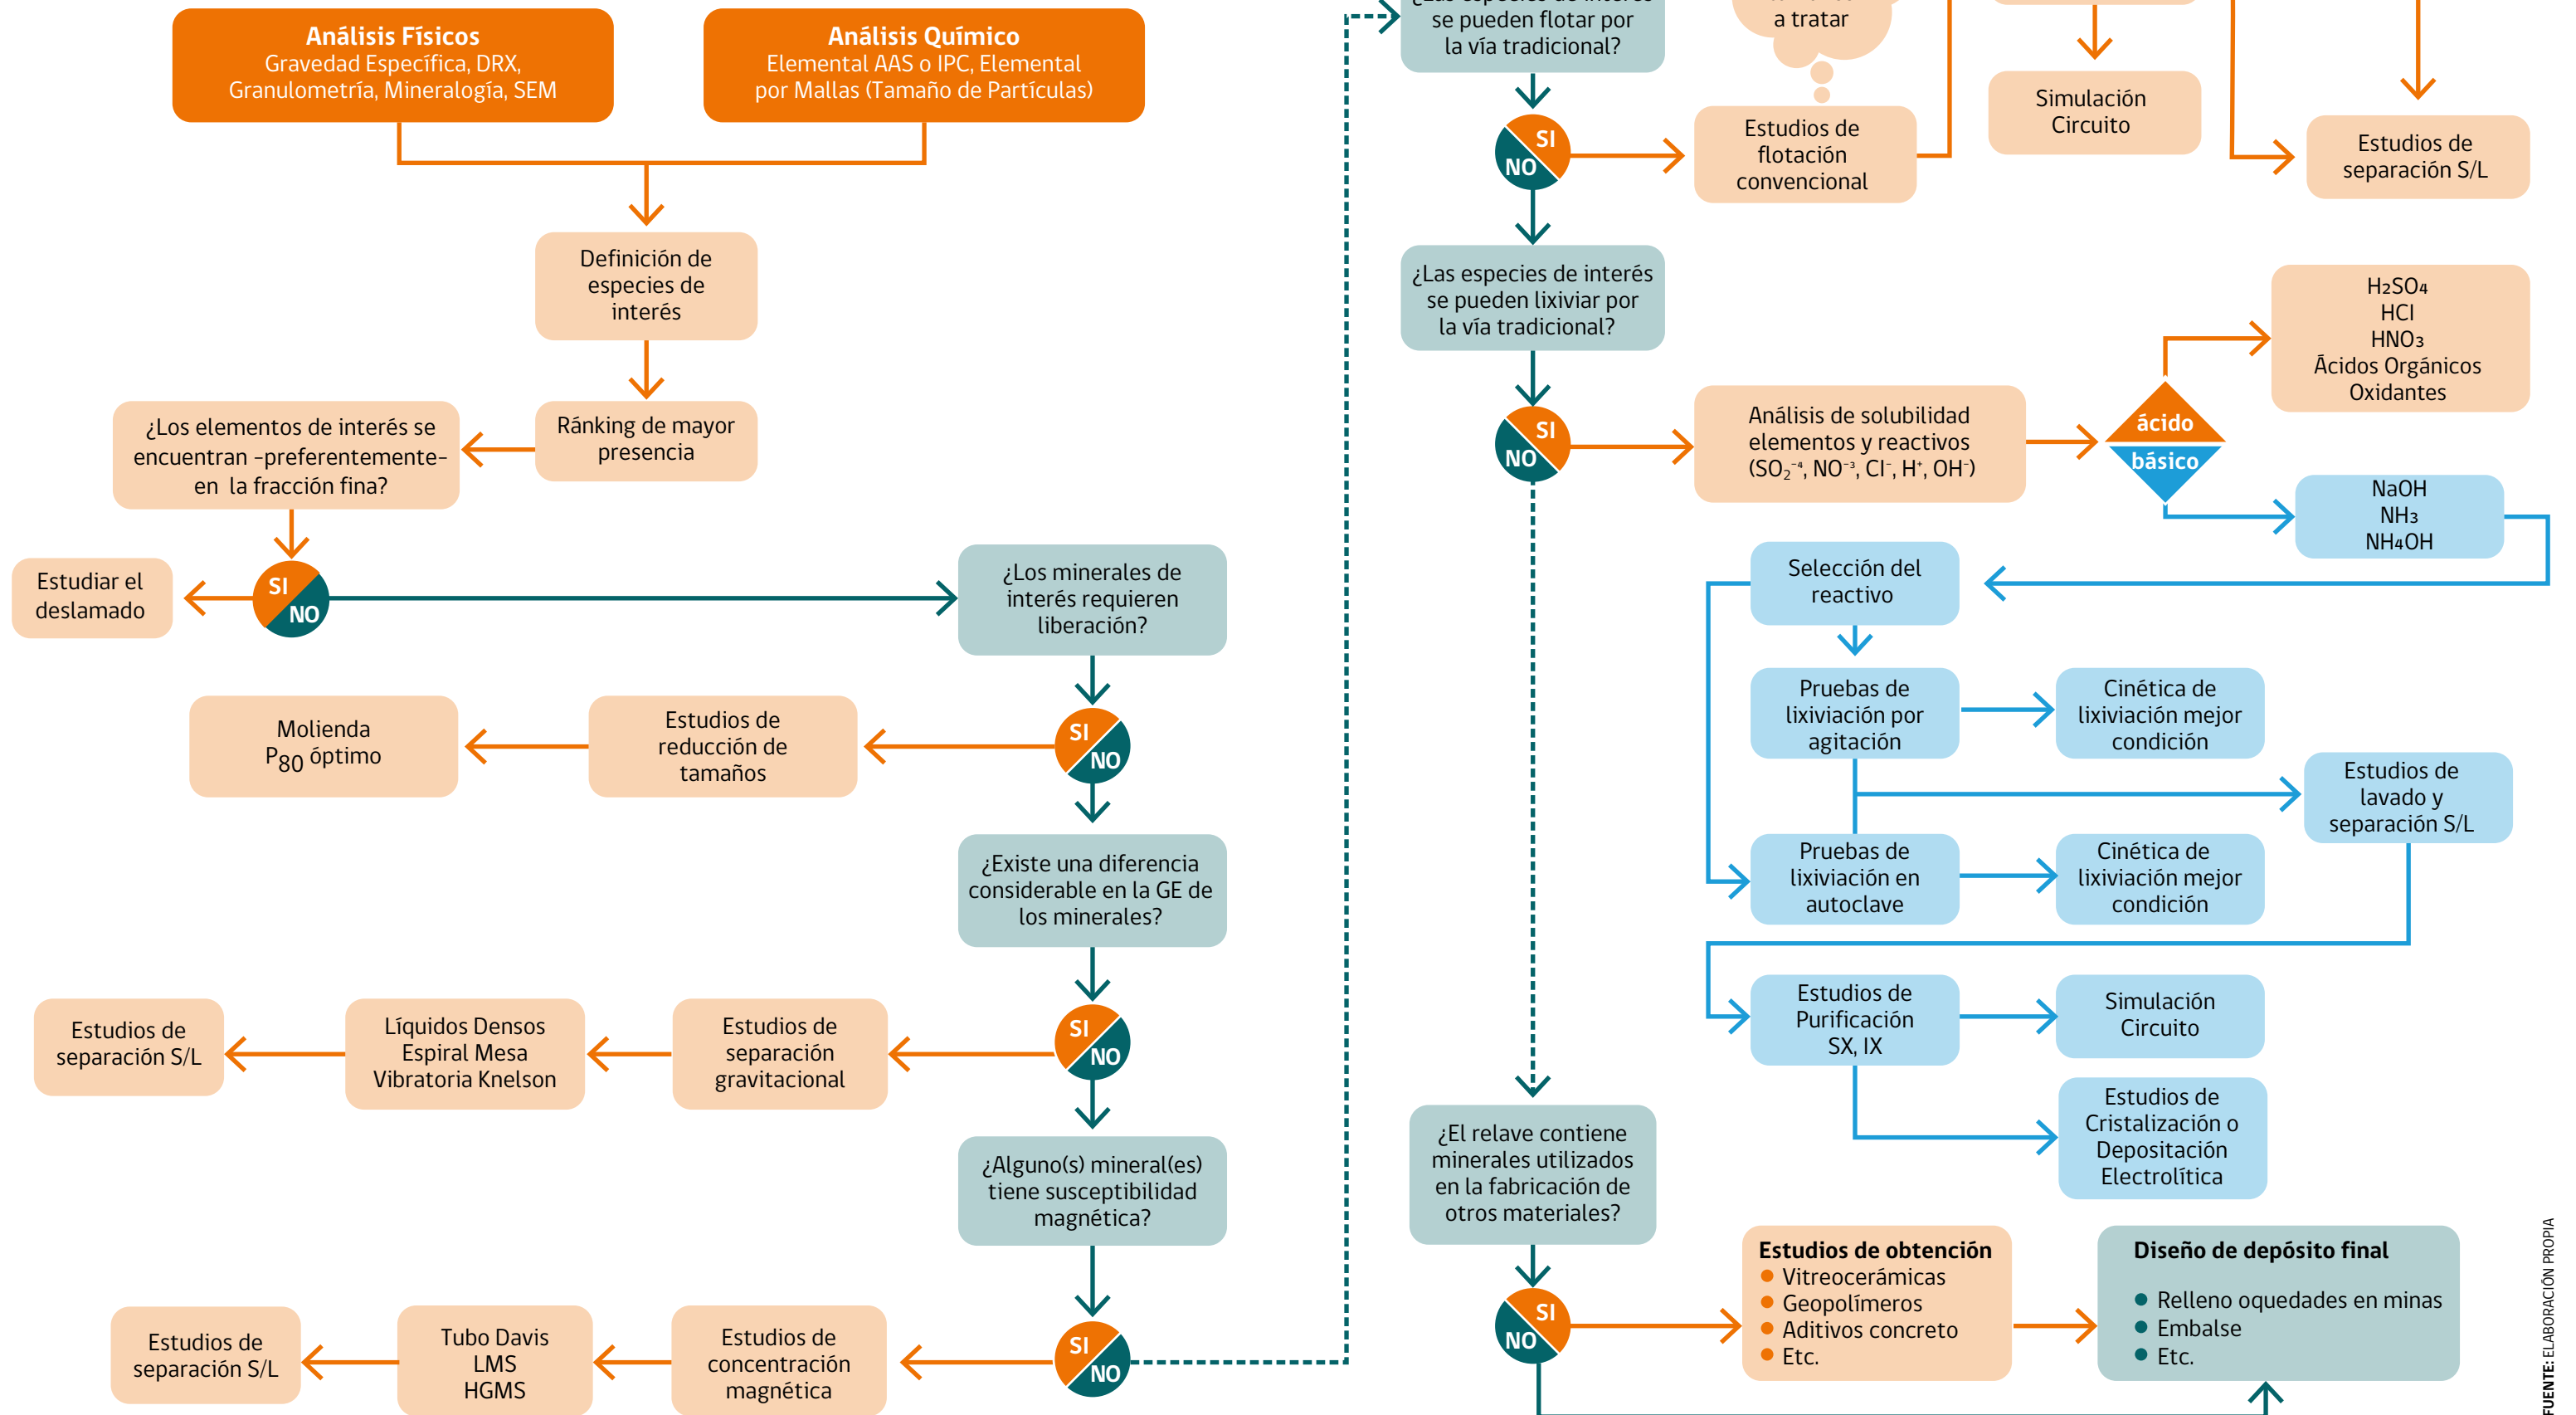 Análisis Físicos
Gravedad Específica, DRX,
Granulometría, Mineralogía, SEM
Análisis Químico
Elemental AAS o IPC, Elemental
por Mallas (Tamaño de Partículas)
Definición de
especies de
interés
Ránking de mayor
presencia
¿Los elementos de interés se
encuentran -preferentemente-
en la fracción fina?
SI
NO
Estudiar el
deslamado
¿Los minerales de
interés requieren
liberación?
SI
NO
Estudios de
reducción de
tamaños
Molienda
P80 óptimo
¿Existe una diferencia
considerable en la GE de
los minerales?
SI
NO
Estudios de
separación
gravitacional
Líquidos Densos
Espiral Mesa
Vibratoria Knelson
Estudios de
separación S/L
¿Alguno(s) mineral(es)
tiene susceptibilidad
magnética?
SI
NO
Estudios de
concentración
magnética
Tubo Davis
LMS
HGMS
Estudios de
separación S/L
¿Las especies de interés
se pueden flotar por
la vía tradicional?
SI
NO
a tratar
Estudios de
flotación
convencional
Simulación
Circuito
Estudios de
separación S/L
¿Las especies de interés
se pueden lixiviar por
la vía tradicional?
SI
NO
Análisis de solubilidad
elementos y reactivos
(SO₂⁻⁴, NO⁻³, Cl⁻, H⁺, OH⁻)
ácido
básico
H₂SO₄
HCl
HNO₃
Ácidos Orgánicos
Oxidantes
NaOH
NH₃
NH₄OH
Selección del
reactivo
Pruebas de
lixiviación por
agitación
Cinética de
lixiviación mejor
condición
Estudios de
lavado y
separación S/L
Pruebas de
lixiviación en
autoclave
Cinética de
lixiviación mejor
condición
Estudios de
Purificación
SX, IX
Simulación
Circuito
Estudios de
Cristalización o
Depositación
Electrolítica
¿El relave contiene
minerales utilizados
en la fabricación de
otros materiales?
SI
NO
Estudios de obtención
● Vitreocerámicas
● Geopolímeros
● Aditivos concreto
● Etc.
Diseño de depósito final
● Relleno oquedades en minas
● Embalse
● Etc.
FUENTE: ELABORACIÓN PROPIA